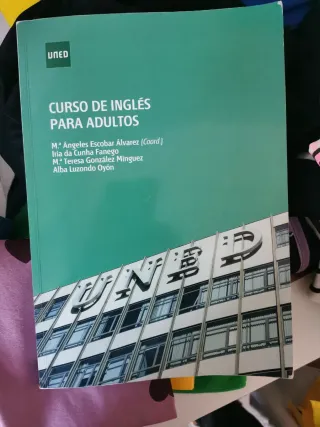 UNED
CURSO DE INGLÉS
PARA ADULTOS
M.ª Ángeles Escobar Álvarez (Coord.)
Iria da Cunha Fanego
M.ª Teresa González Mínguez
Alba Luzondo Oyón
UNED